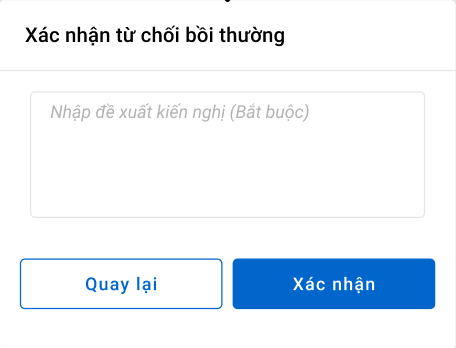 Xác nhận từ chối bồi thường
Nhập đề xuất kiến nghị (Bắt buộc)
Quay lại
Xác nhận